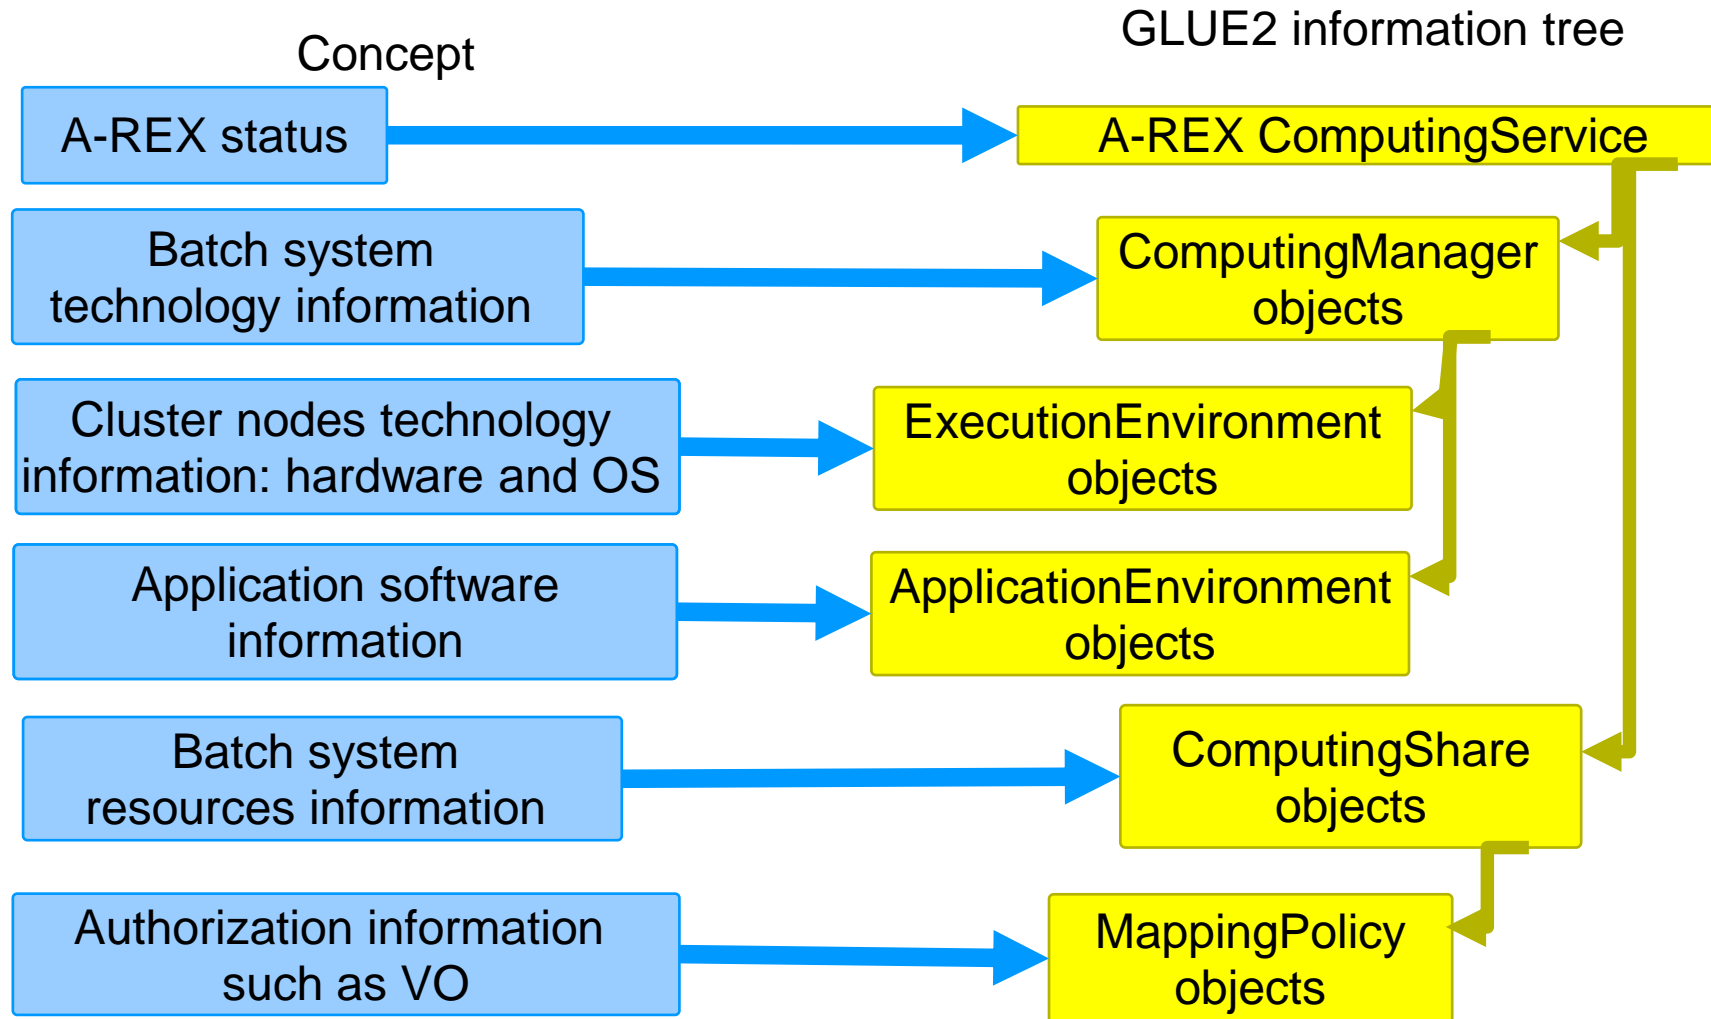 Concept
GLUE2 information tree
A-REX status
A-REX ComputingService
Batch system
technology information
ComputingManager
objects
Cluster nodes technology
information: hardware and OS
ExecutionEnvironment
objects
Application software
information
ApplicationEnvironment
objects
Batch system
resources information
ComputingShare
objects
Authorization information
such as VO
MappingPolicy
objects